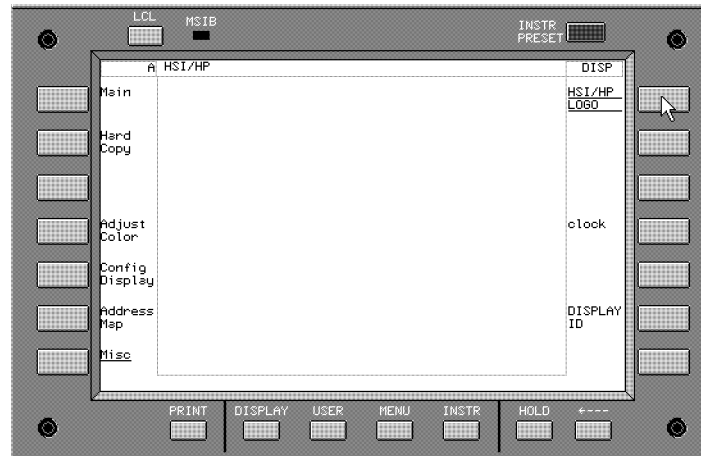 LCL
MSIB
INSTR
PRESET
A HSI/HP
DISP
Main
HSI/HP
LOGO
Hard
Copy
Adjust
Color
clock
Config
Display
Address
Map
DISPLAY
ID
Misc
PRINT DISPLAY USER MENU INSTR HOLD ←---